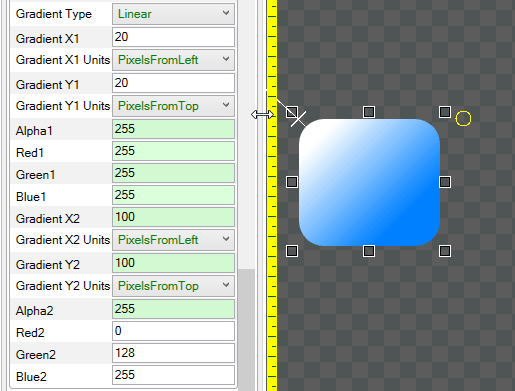 Gradient Type Linear
Gradient X1 20
Gradient X1 Units PixelsFromLeft
Gradient Y1 20
Gradient Y1 Units PixelsFromTop
Alpha1 255
Red1 255
Green1 255
Blue1 255
Gradient X2 100
Gradient X2 Units PixelsFromLeft
Gradient Y2 100
Gradient Y2 Units PixelsFromTop
Alpha2 255
Red2 0
Green2 128
Blue2 255